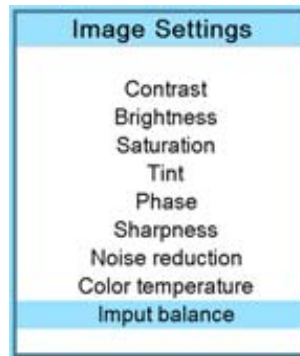 Image Settings
Contrast
Brightness
Saturation
Tint
Phase
Sharpness
Noise reduction
Color temperature
Imput balance